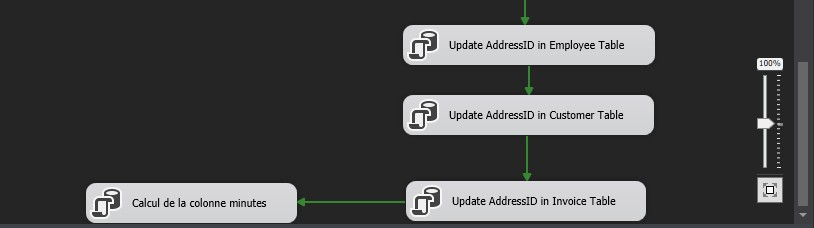 Update AddressID in Employee Table
100%
Update AddressID in Customer Table
Update AddressID in Invoice Table
Calcul de la colonne minutes